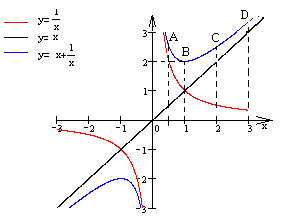 y= 1/x
y= x
y= x+1/x
D
3
A
C
B
2
1
-3 -2 -1 0 1 2 3 x
-1
-2
-3